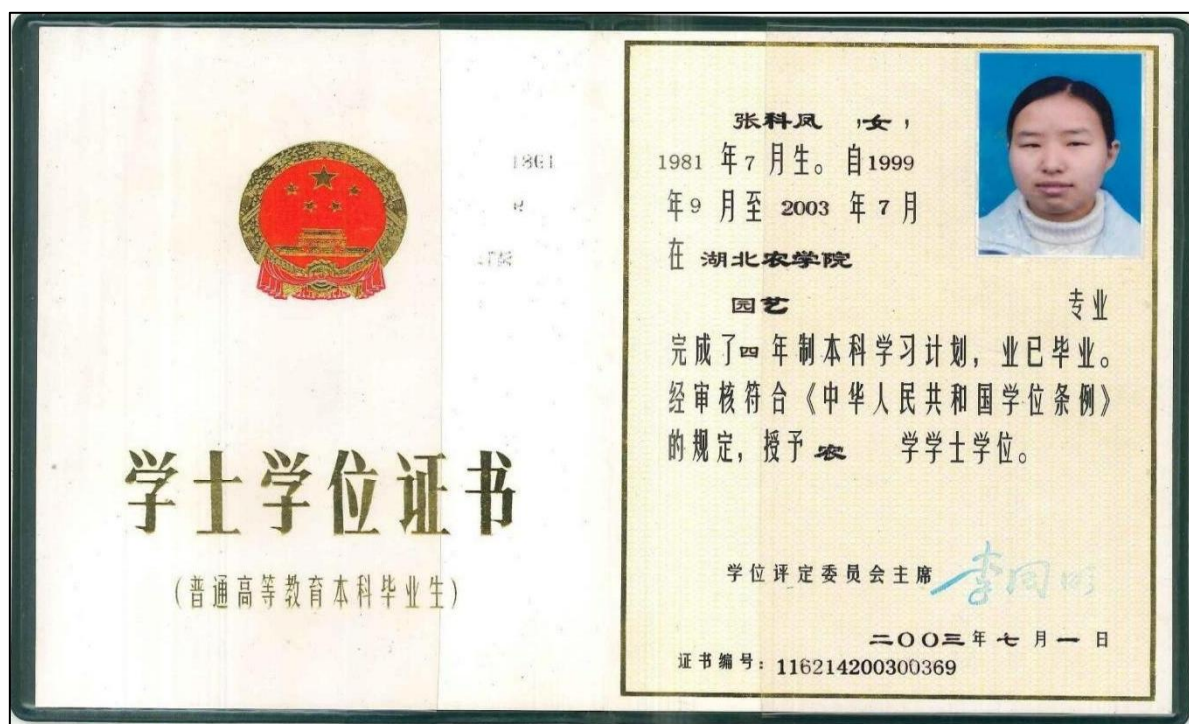 学士学位证书
(普通高等教育本科毕业生)
张科凤 ,女,
1981 年 7 月生。自1999
年 9 月至 2003 年 7 月
在 湖北农学院
园艺 专业
完成了四年制本科学习计划, 业已毕业。
经审核符合《中华人民共和国学位条例》
的规定, 授予 农 学学士学位。
学位评定委员会主席
二〇〇三年七月一日
证书编号: 116214200300369